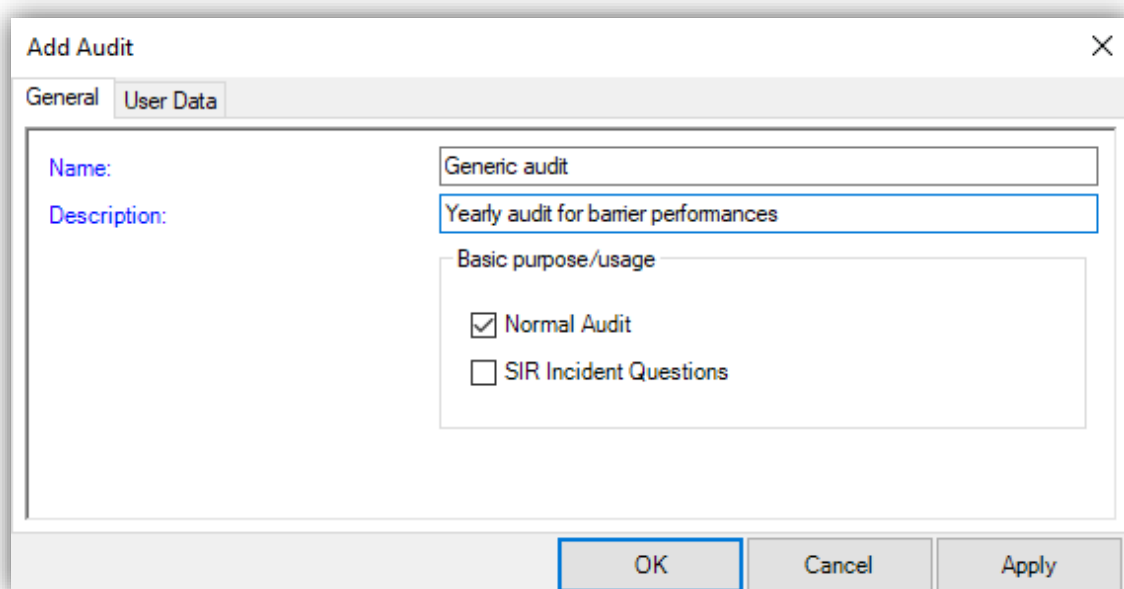 Add Audit
General User Data
Name: Generic audit
Description: Yearly audit for barrier performances
Basic purpose/usage
Normal Audit
SIR Incident Questions
OK Cancel Apply